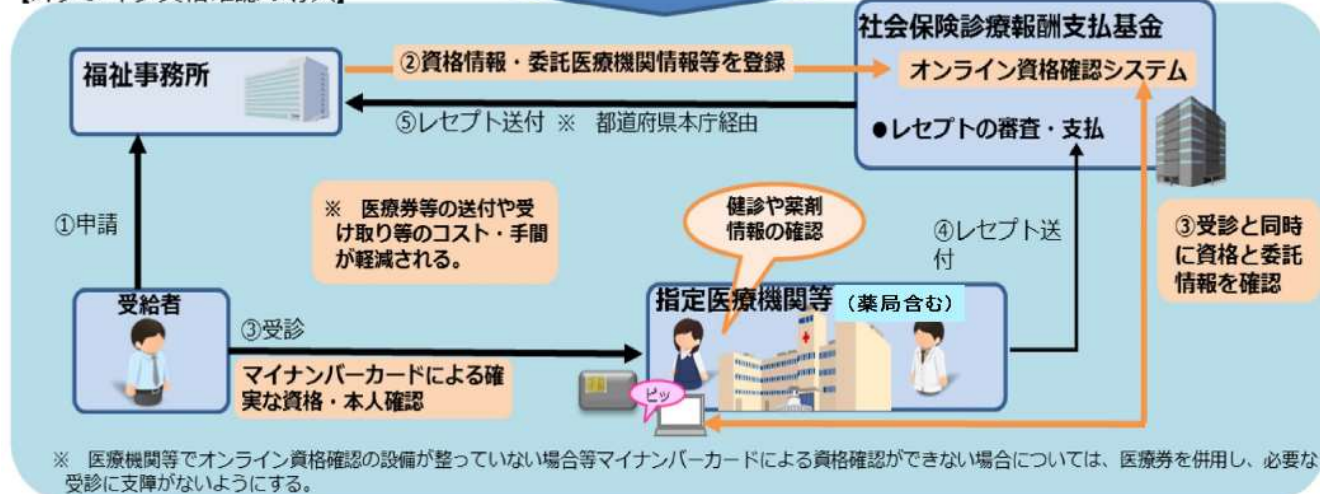 福祉事務所
②資格情報・委託医療機関情報等を登録
社会保険診療報酬支払基金
オンライン資格確認システム
⑤レセプト送付 ※ 都道府県本庁経由
●レセプトの審査・支払
①申請
※ 医療券等の送付や受
け取り等のコスト・手間
が軽減される。
健診や薬剤
情報の確認
④レセプト送
付
③受診と同時
に資格と委託
情報を確認
受給者
③受診
マイナンバーカードによる確
実な資格・本人確認
指定医療機関等（薬局含む）
ピッ
※ 医療機関等でオンライン資格確認の設備が整っていない場合等マイナンバーカードによる資格確認ができない場合については、医療券を併用し、必要な
受診に支障がないようにする。